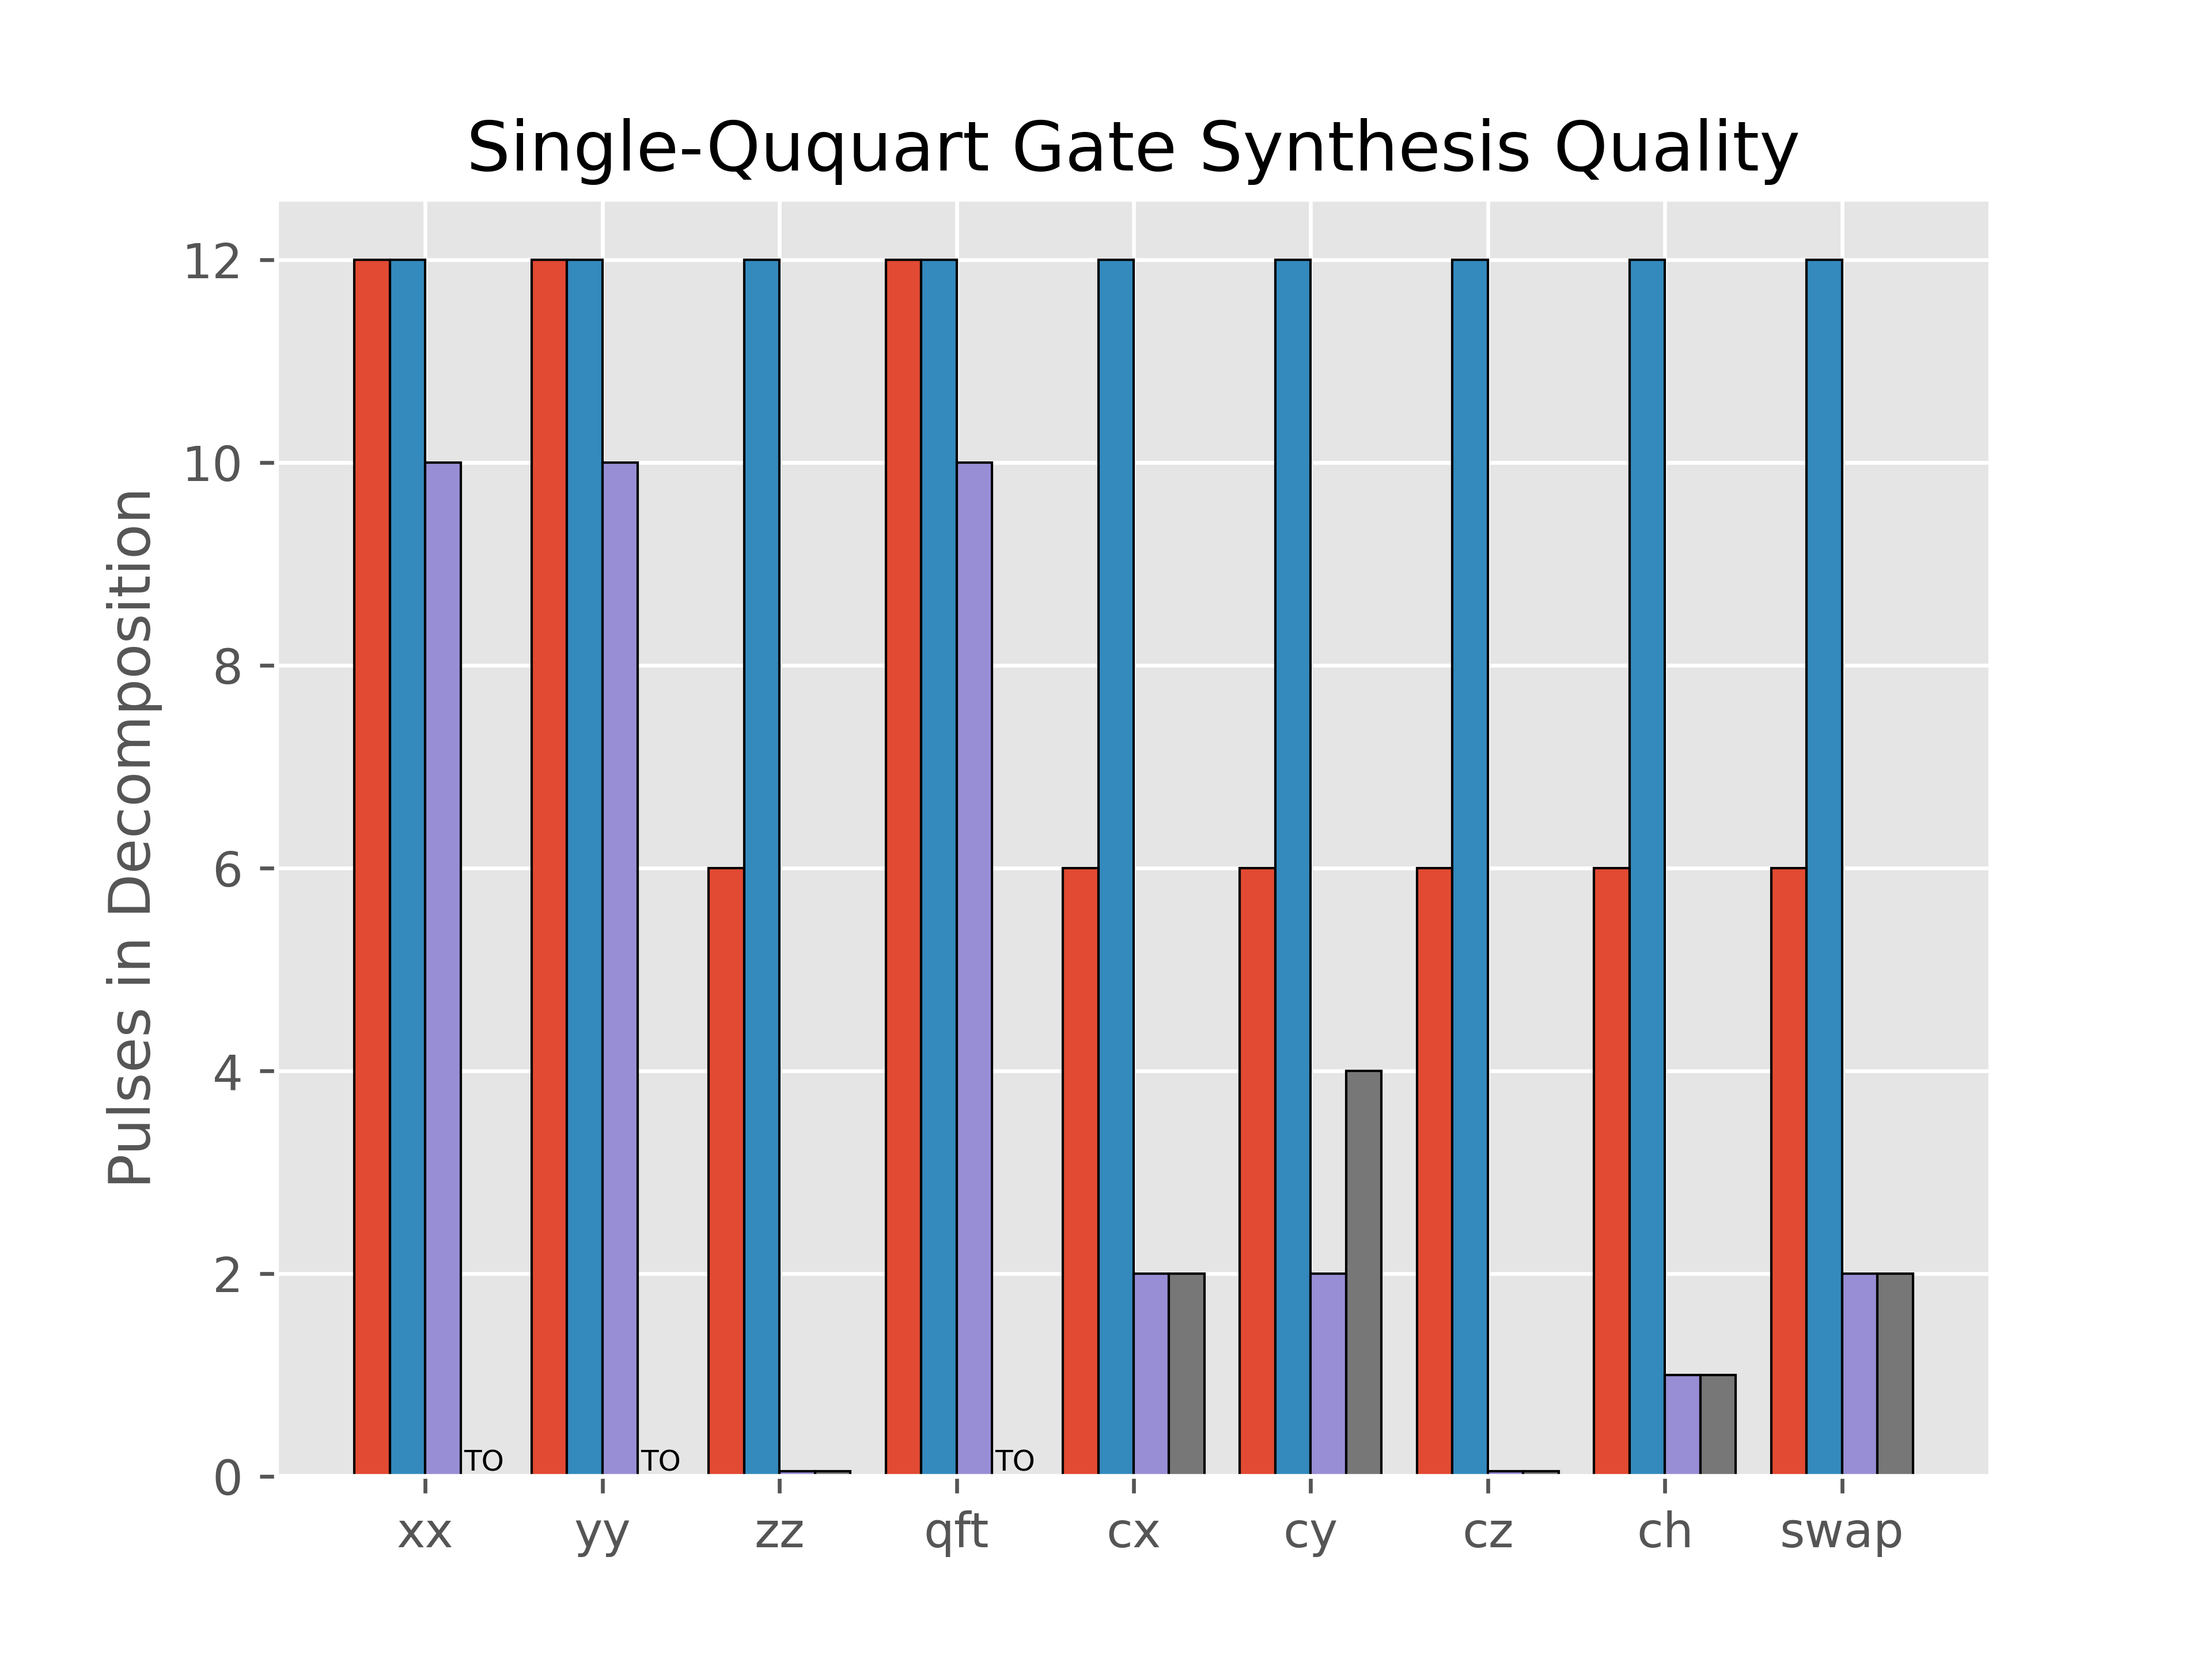 Single-Ququart Gate Synthesis Quality
Pulses in Decomposition
12
10
8
6
4
2
0
TO
TO
TO
xx
yy
zz
qft
cx
cy
cz
ch
swap